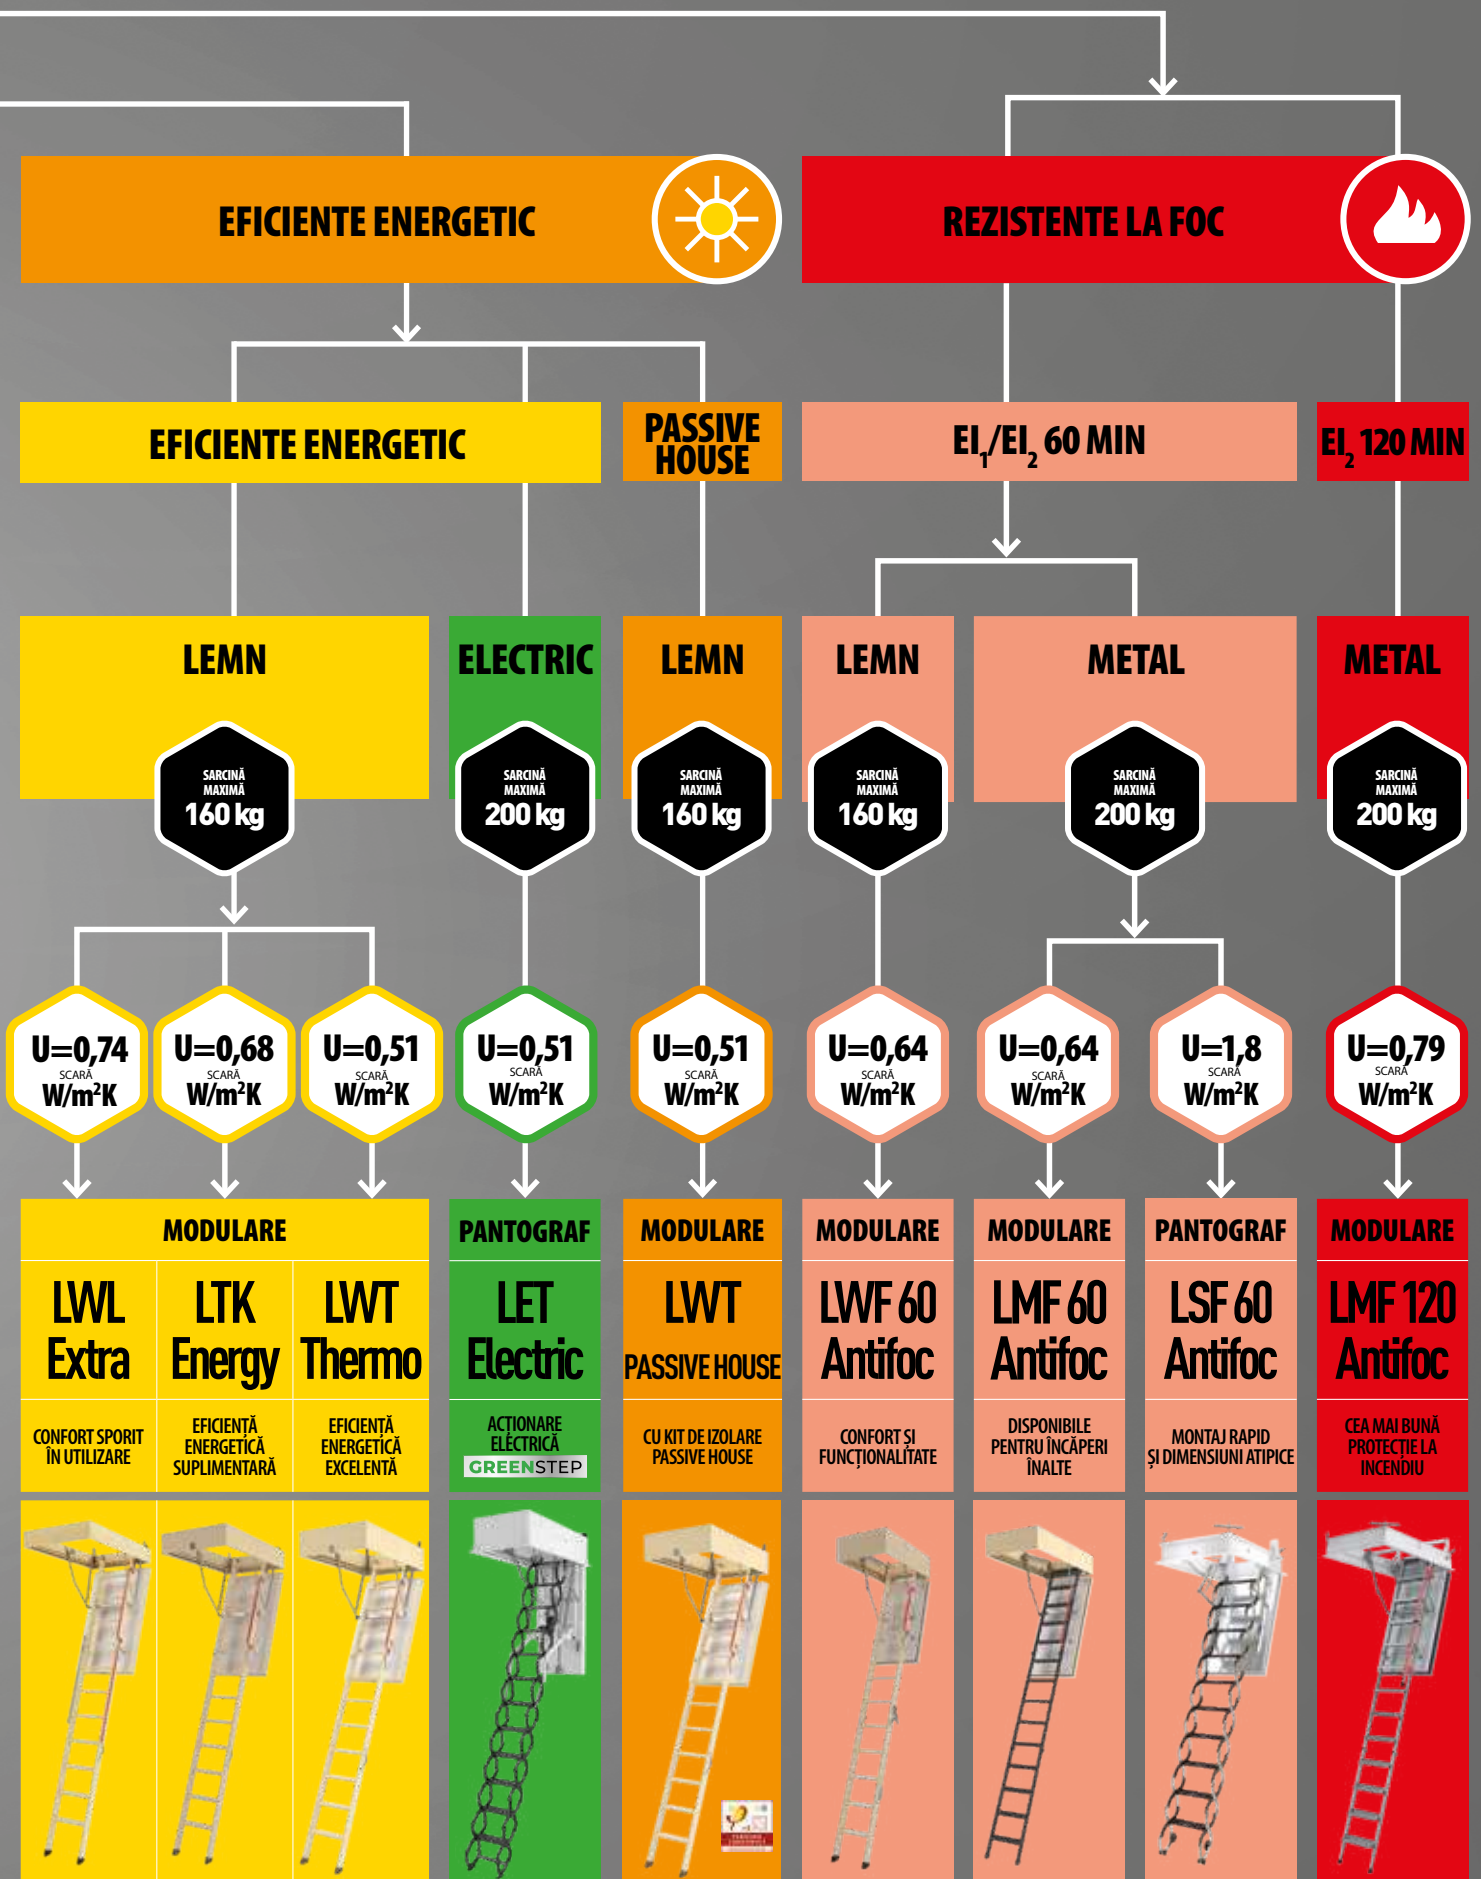 EFICIENTE ENERGETIC
REZISTENTE LA FOC
EFICIENTE ENERGETIC
PASSIVE
HOUSE
EI₁/EI₂ 60 MIN
EI₂ 120 MIN
LEMN
ELECTRIC
LEMN
LEMN
METAL
METAL
SARCINĂ
MAXIMĂ
160 kg
SARCINĂ
MAXIMĂ
200 kg
SARCINĂ
MAXIMĂ
160 kg
SARCINĂ
MAXIMĂ
160 kg
SARCINĂ
MAXIMĂ
200 kg
SARCINĂ
MAXIMĂ
200 kg
U=0,74
SCARĂ
W/m²K
U=0,68
SCARĂ
W/m²K
U=0,51
SCARĂ
W/m²K
U=0,51
SCARĂ
W/m²K
U=0,51
SCARĂ
W/m²K
U=0,64
SCARĂ
W/m²K
U=0,64
SCARĂ
W/m²K
U=1,8
SCARĂ
W/m²K
U=0,79
SCARĂ
W/m²K
MODULARE
PANTOGRAF
MODULARE
MODULARE
MODULARE
PANTOGRAF
MODULARE
LWL
Extra
LTK
Energy
LWT
Thermo
LET
Electric
LWT
PASSIVE HOUSE
LWF 60
Antifoc
LMF 60
Antifoc
LSF 60
Antifoc
LMF 120
Antifoc
CONFORT SPORIT
ÎN UTILIZARE
EFICIENȚĂ
ENERGETICĂ
SUPLIMENTARĂ
EFICIENȚĂ
ENERGETICĂ
EXCELENTĂ
ACȚIONARE
ELÉCTRICĂ
GREENSTEP
CU KIT DE IZOLARE
PASSIVE HOUSE
CONFORT ȘI
FUNCȚIONALITATE
DISPONIBILE
PENTRU ÎNCĂPERI
ÎNALTE
MONTAJ RAPID
ȘI DIMENSIUNI ATIPICE
CEA MAI BUNĂ
PROTECȚIE LA
INCENDIU